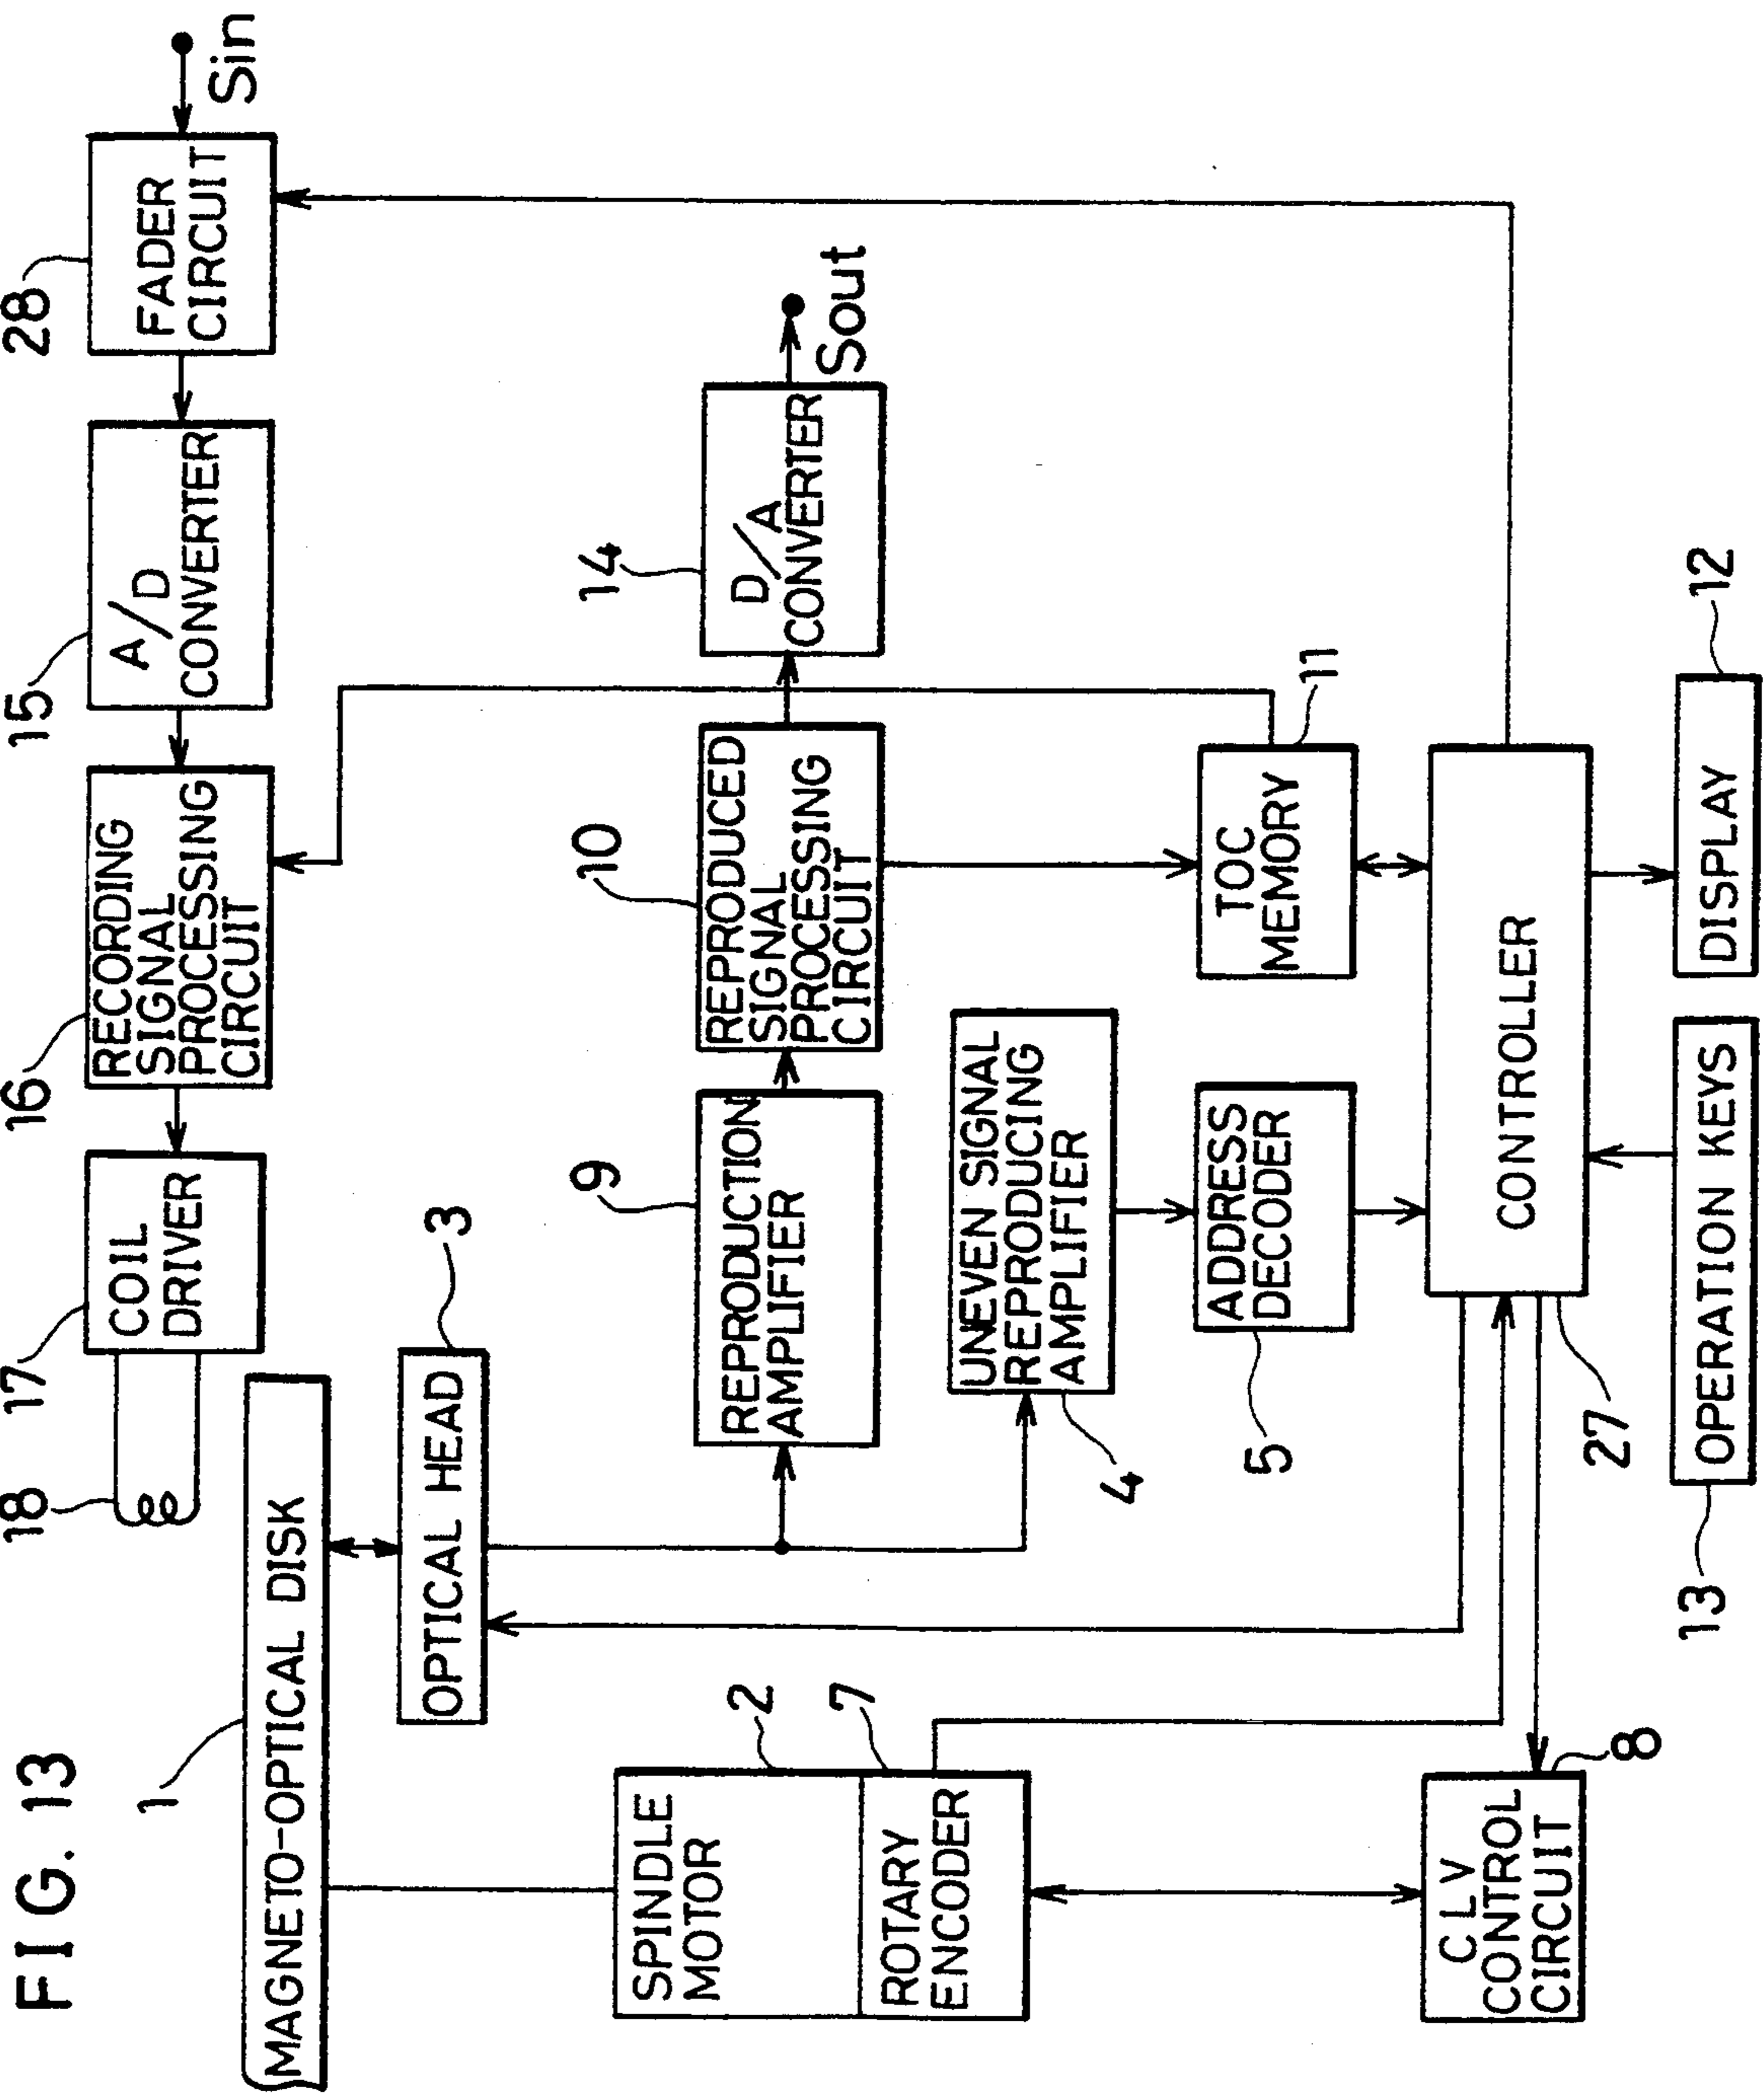 FIG. 13
1
MAGNETO-OPTICAL DISK
18
17
COIL
DRIVER
16
RECORDING
SIGNAL
PROCESSING
CIRCUIT
15
A/D
CONVERTER
28
FADER
CIRCUIT
Sin
3
OPTICAL HEAD
2
SPINDLE
MOTOR
7
ROTARY
ENCODER
9
REPRODUCTION
AMPLIFIER
10
REPRODUCED
SIGNAL
PROCESSING
CIRCUIT
14
D/A
CONVERTER
Sout
UNEVEN SIGNAL
REPRODUCING
AMPLIFIER
4
ADDRESS
DECODER
5
TOC
MEMORY
11
CLV
CONTROL
CIRCUIT
8
CONTROLLER
27
OPERATION KEYS
13
DISPLAY
12